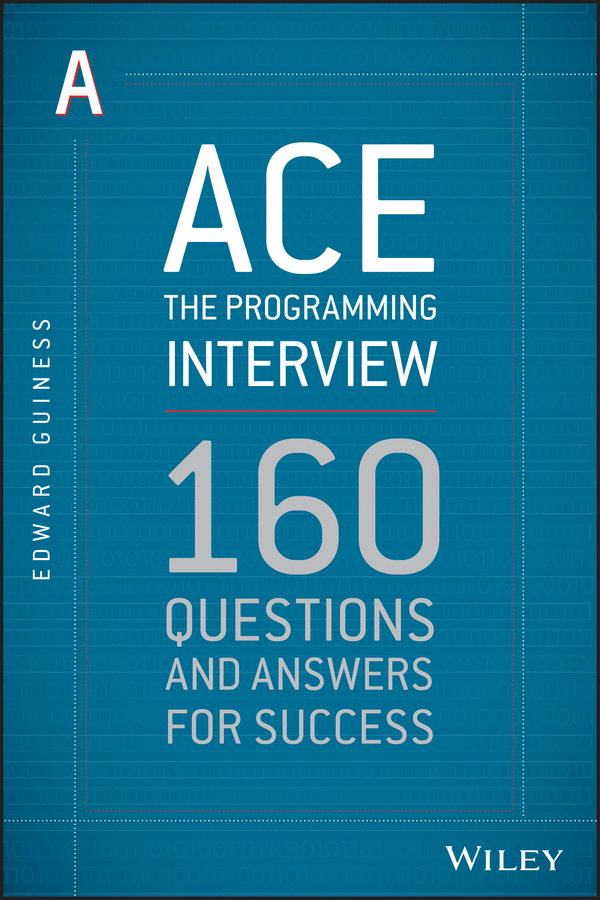 A
ACE
THE PROGRAMMING
INTERVIEW
160
QUESTIONS
AND ANSWERS
FOR SUCCESS
EDWARD GUINESS
WILEY